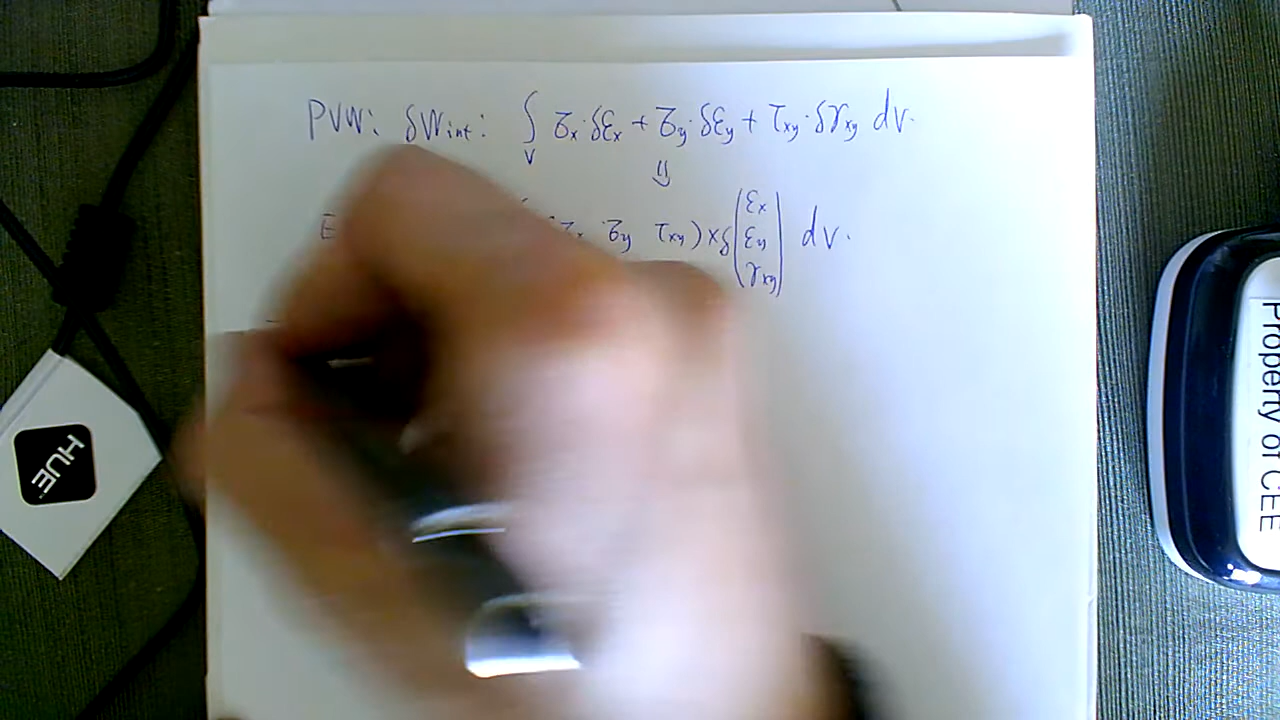 PVW: δWint: ∫V σx·δεx + σy·δεy + τxy·δγxy dv.
⇓
σy τxy) × δ (εx εy γxy) dv.
HUE
Property of CEE